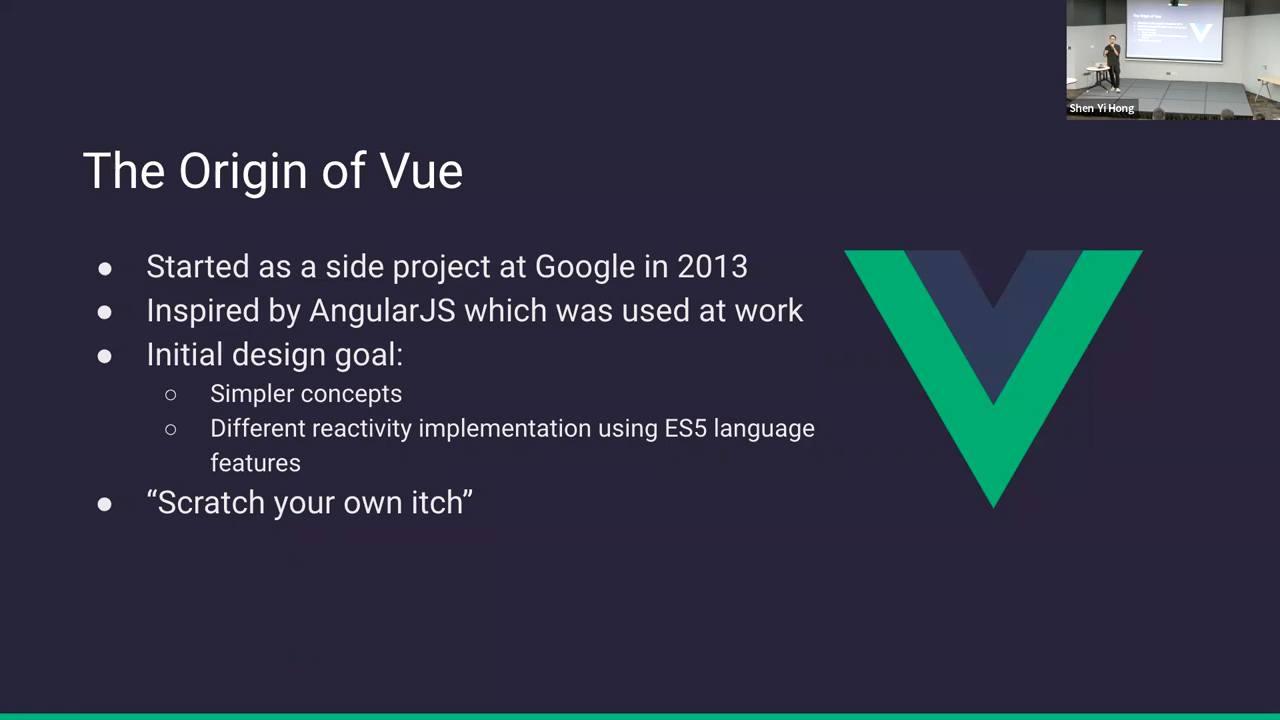 Shen Yi Hong
The Origin of Vue
● Started as a side project at Google in 2013
● Inspired by AngularJS which was used at work
● Initial design goal:
○ Simpler concepts
○ Different reactivity implementation using ES5 language
features
● “Scratch your own itch”